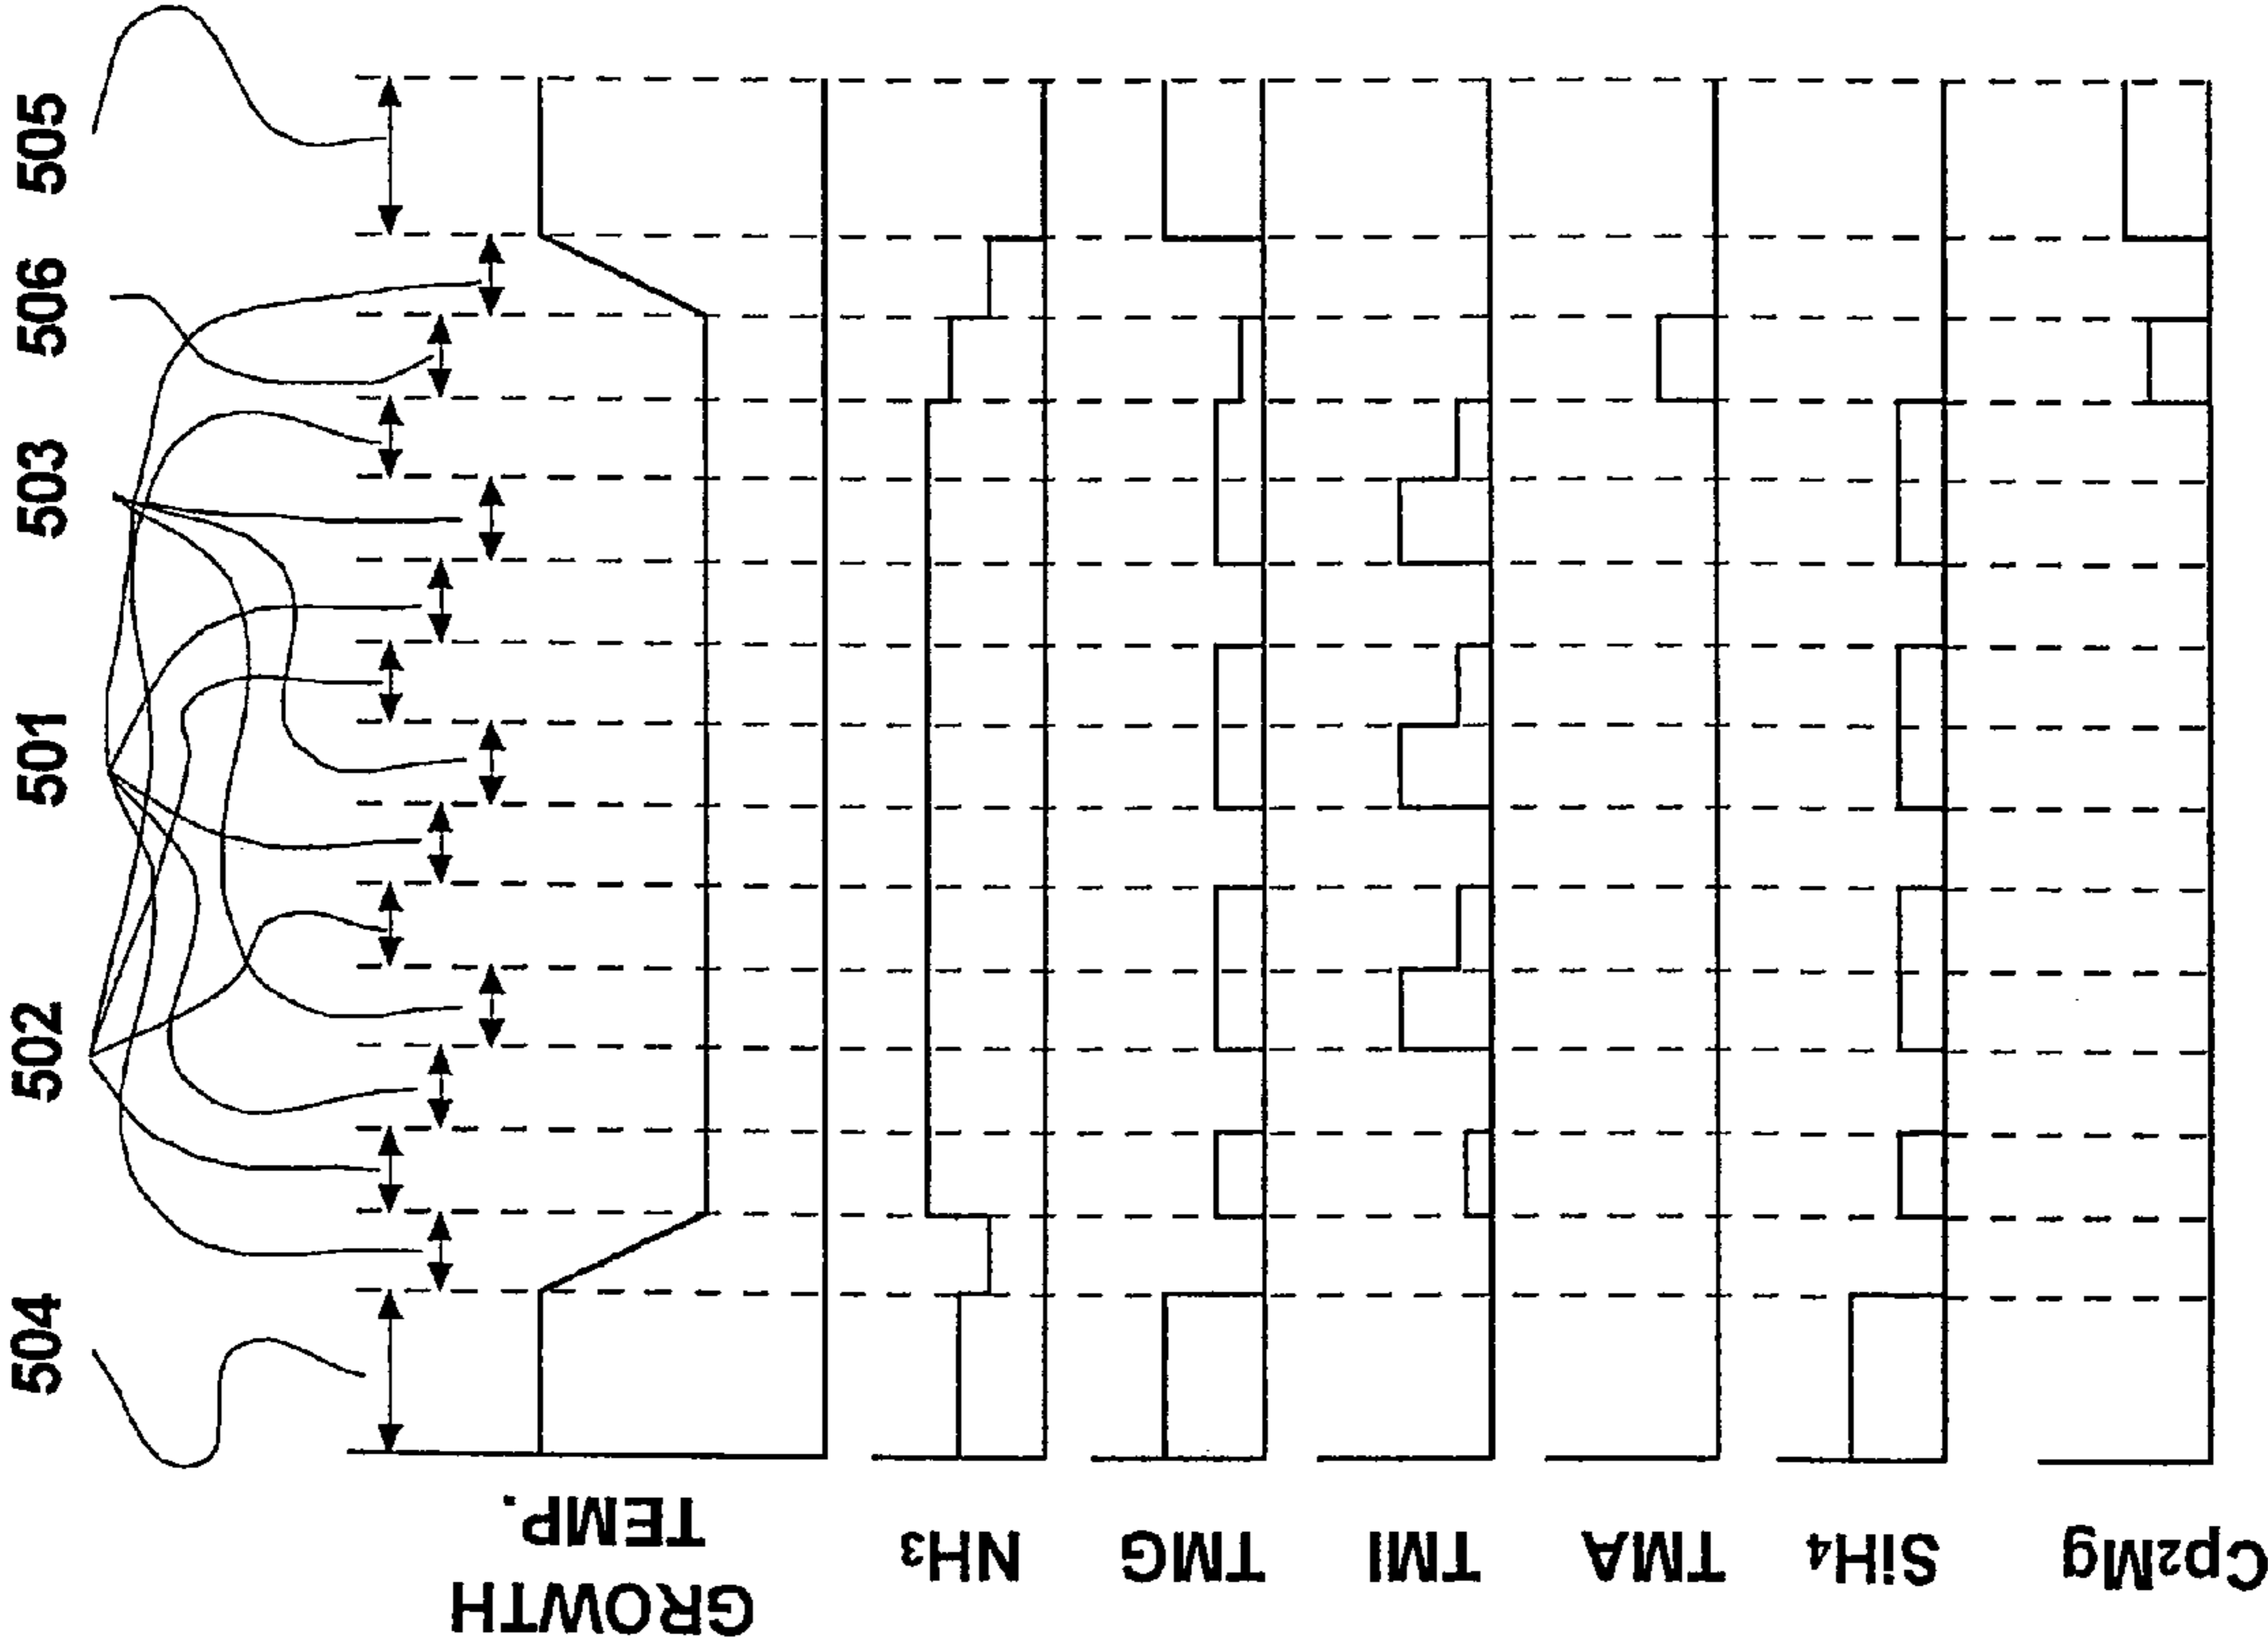 504 502 501 503 506 505
GROWTH
TEMP.
NH3
TMG
TMI
TMA
SiH4
Cp2Mg